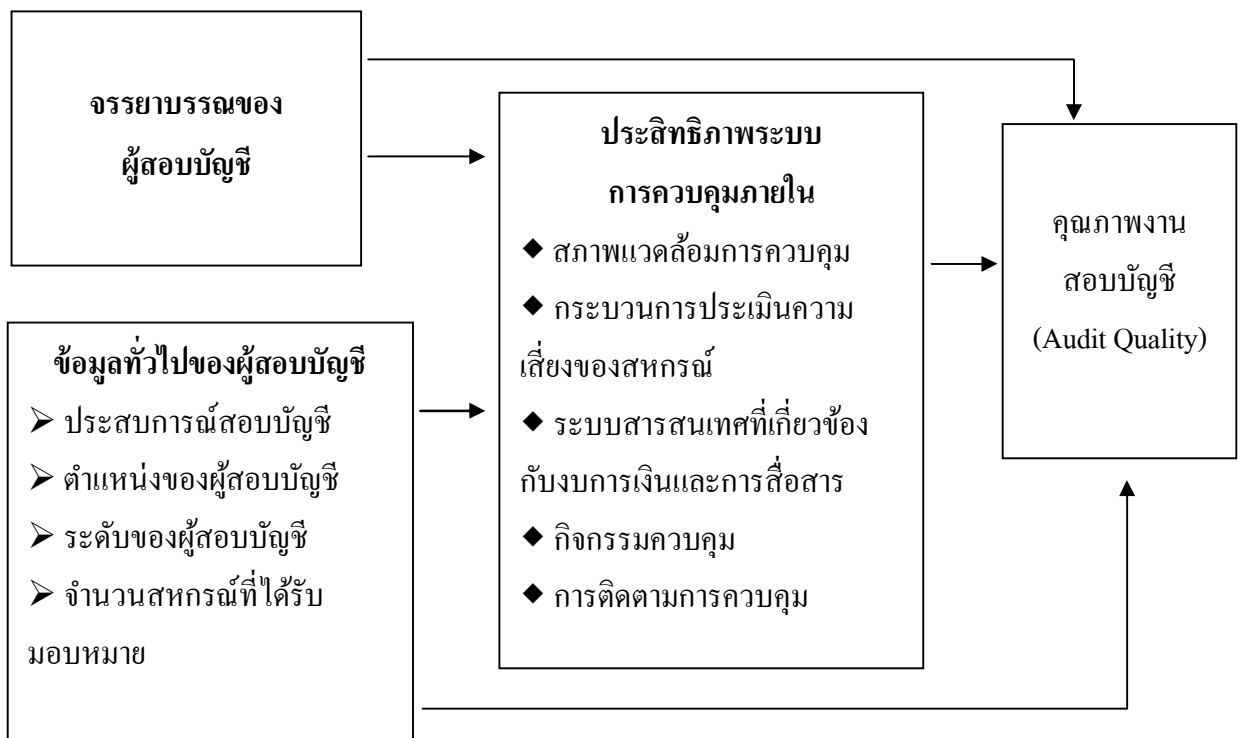 จรรยาบรรณของ
ผู้สอบบัญชี
ข้อมูลทั่วไปของผู้สอบบัญชี
➢ ประสบการณ์สอบบัญชี
➢ ตำแหน่งของผู้สอบบัญชี
➢ ระดับของผู้สอบบัญชี
➢ จำนวนสหกรณ์ที่ได้รับ
มอบหมาย
ประสิทธิภาพระบบ
การควบคุมภายใน
◆ สภาพแวดล้อมการควบคุม
◆ กระบวนการประเมินความ
เสี่ยงของสหกรณ์
◆ ระบบสารสนเทศที่เกี่ยวข้อง
กับงบการเงินและการสื่อสาร
◆ กิจกรรมควบคุม
◆ การติดตามการควบคุม
คุณภาพงาน
สอบบัญชี
(Audit Quality)